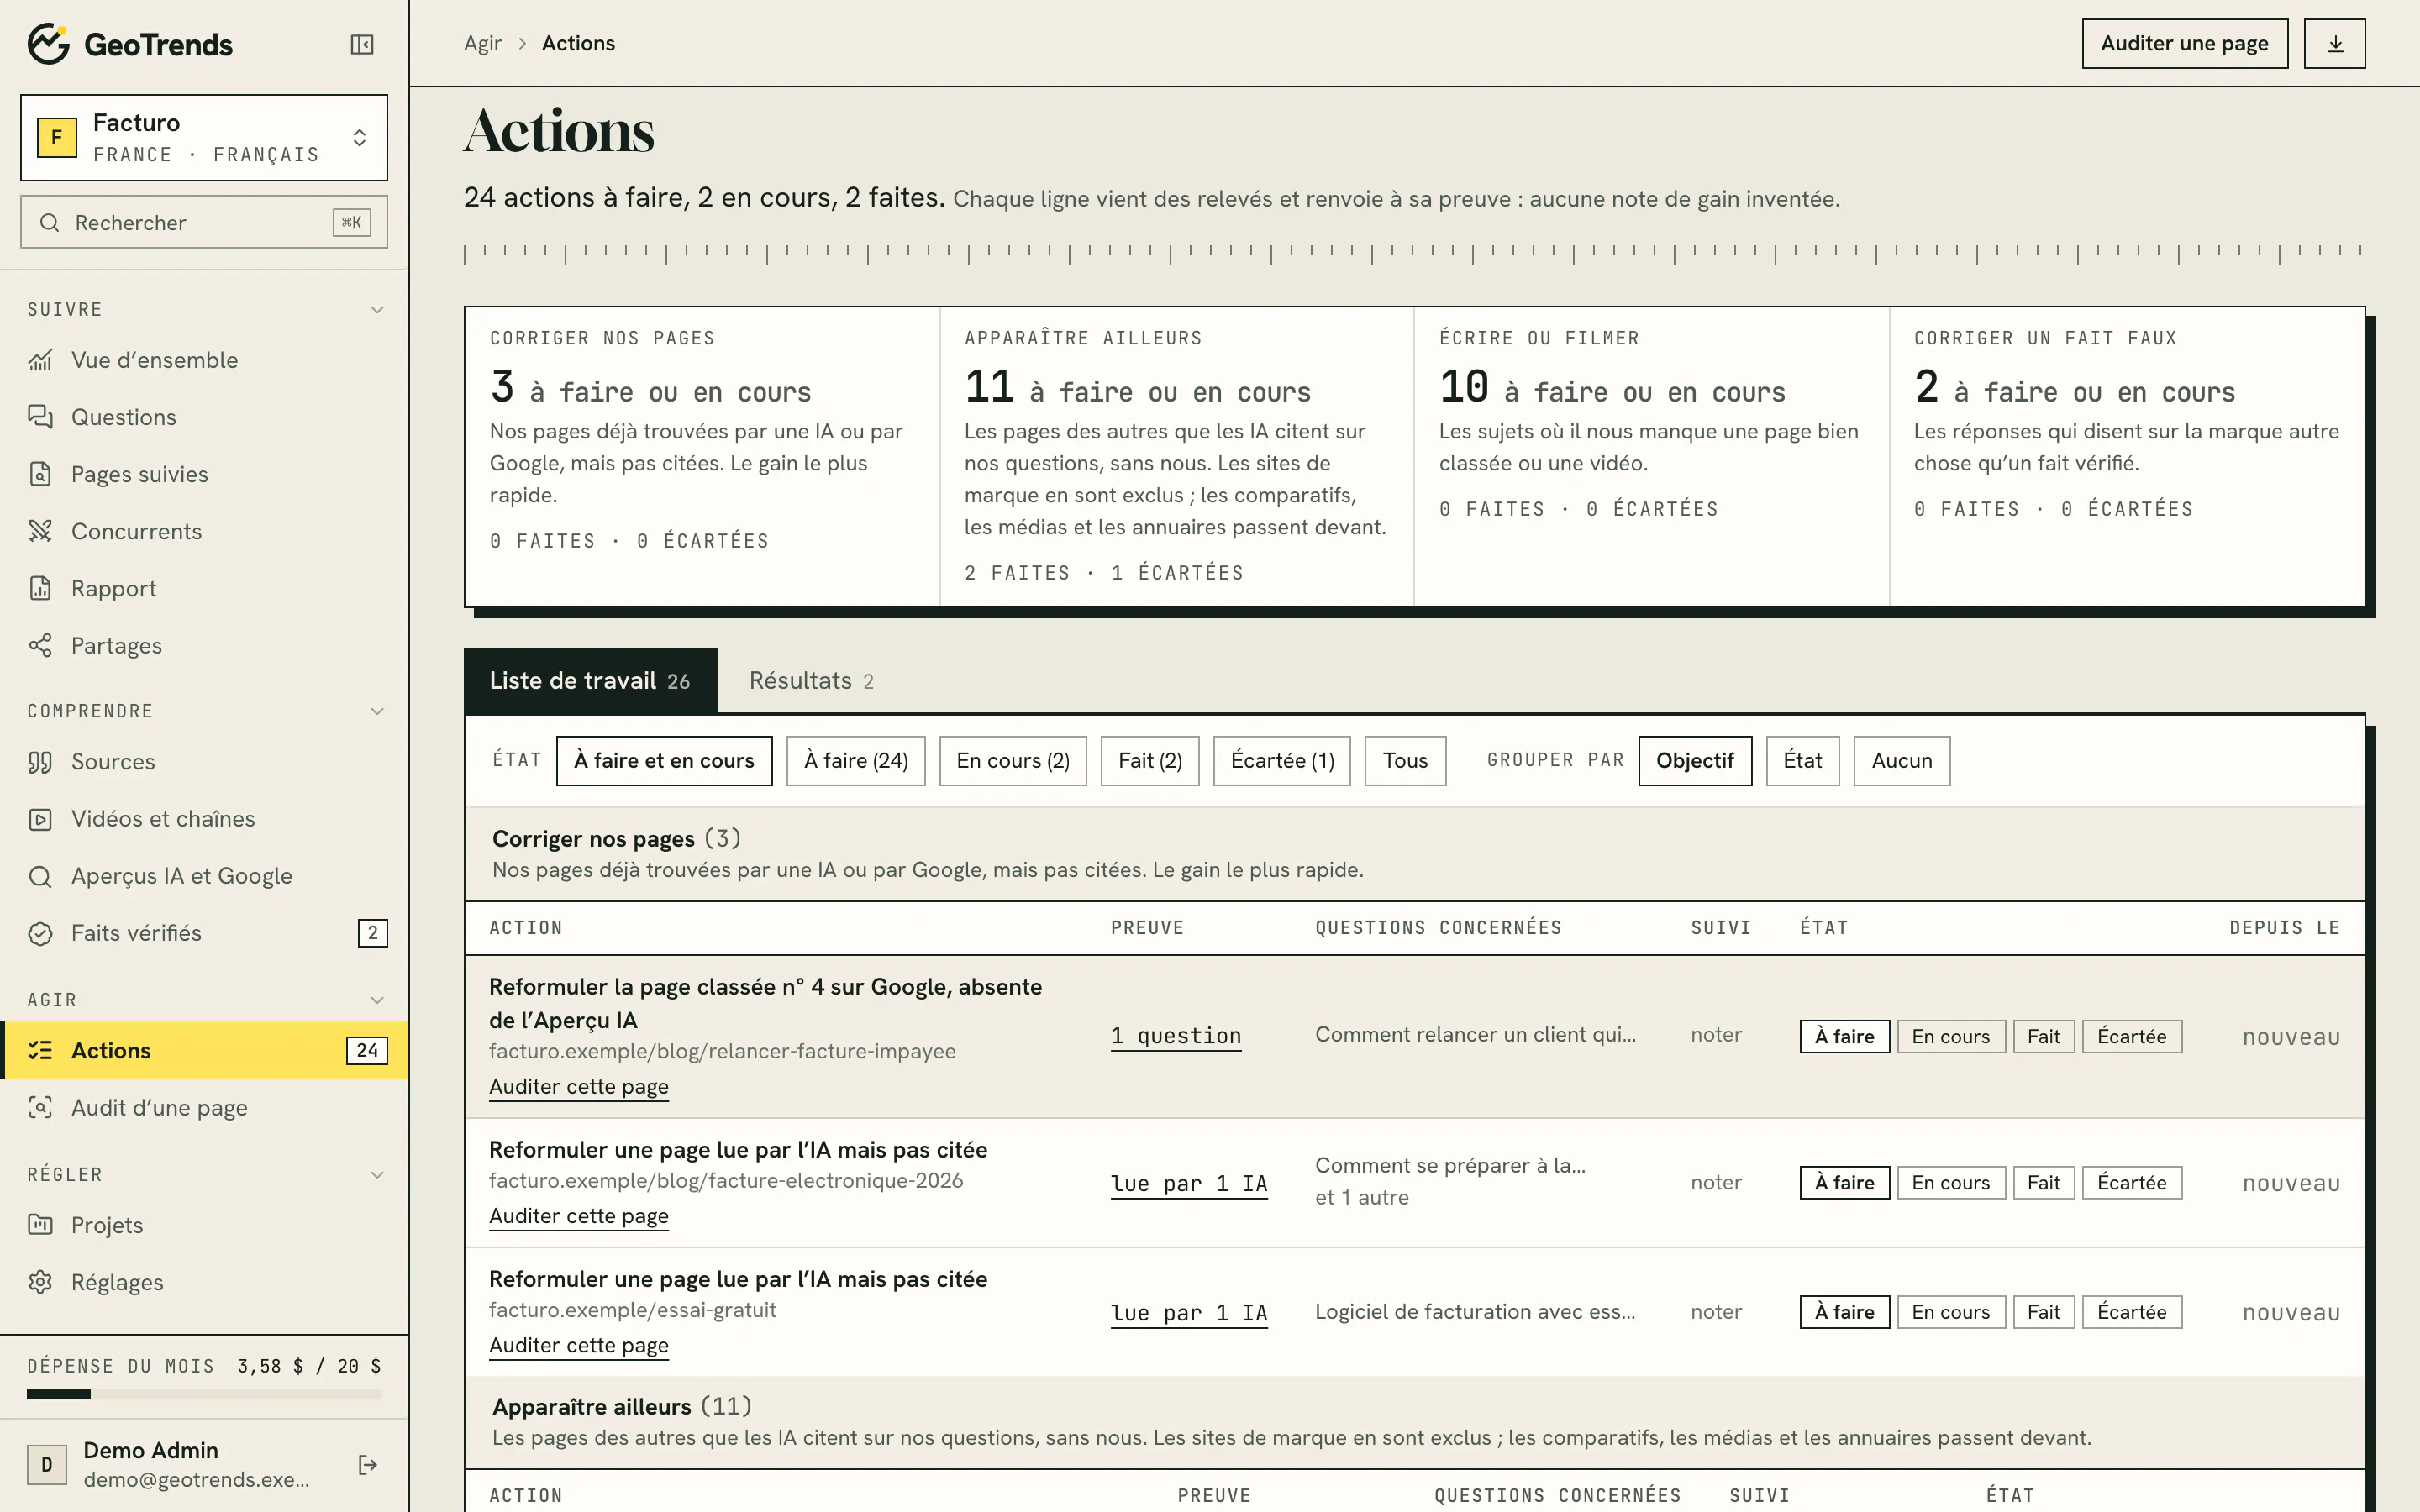 GeoTrends
F
Facturo
FRANCE · FRANÇAIS
Rechercher
⌘K
SUIVRE
Vue d’ensemble
Questions
Pages suivies
Concurrents
Rapport
Partages
COMPRENDRE
Sources
Vidéos et chaînes
Aperçus IA et Google
Faits vérifiés 2
AGIR
Actions 24
Audit d’une page
RÉGLER
Projets
Réglages
DÉPENSE DU MOIS 3,58 $ / 20 $
D
Demo Admin
demo@geotrends.exe…
Agir > Actions
Auditer une page
Actions
24 actions à faire, 2 en cours, 2 faites. Chaque ligne vient des relevés et renvoie à sa preuve : aucune note de gain inventée.
CORRIGER NOS PAGES
3 à faire ou en cours
Nos pages déjà trouvées par une IA ou par
Google, mais pas citées. Le gain le plus
rapide.
0 FAITES · 0 ÉCARTÉES
APPARAÎTRE AILLEURS
11 à faire ou en cours
Les pages des autres que les IA citent sur
nos questions, sans nous. Les sites de
marque en sont exclus ; les comparatifs,
les médias et les annuaires passent devant.
2 FAITES · 1 ÉCARTÉES
ÉCRIRE OU FILMER
10 à faire ou en cours
Les sujets où il nous manque une page bien
classée ou une vidéo.
0 FAITES · 0 ÉCARTÉES
CORRIGER UN FAIT FAUX
2 à faire ou en cours
Les réponses qui disent sur la marque autre
chose qu’un fait vérifié.
0 FAITES · 0 ÉCARTÉES
Liste de travail 26
Résultats 2
ÉTAT À faire et en cours À faire (24) En cours (2) Fait (2) Écartée (1) Tous GROUPER PAR Objectif État Aucun
Corriger nos pages (3)
Nos pages déjà trouvées par une IA ou par Google, mais pas citées. Le gain le plus rapide.
ACTION PREUVE QUESTIONS CONCERNÉES SUIVI ÉTAT DEPUIS LE
Reformuler la page classée n° 4 sur Google, absente
de l’Aperçu IA
facturo.exemple/blog/relancer-facture-impayee
Auditer cette page
1 question
Comment relancer un client qui…
noter
À faire En cours Fait Écartée
nouveau
Reformuler une page lue par l’IA mais pas citée
facturo.exemple/blog/facture-electronique-2026
Auditer cette page
lue par 1 IA
Comment se préparer à la…
et 1 autre
noter
À faire En cours Fait Écartée
nouveau
Reformuler une page lue par l’IA mais pas citée
facturo.exemple/essai-gratuit
Auditer cette page
lue par 1 IA
Logiciel de facturation avec ess…
noter
À faire En cours Fait Écartée
nouveau
Apparaître ailleurs (11)
Les pages des autres que les IA citent sur nos questions, sans nous. Les sites de marque en sont exclus ; les comparatifs, les médias et les annuaires passent devant.
ACTION PREUVE QUESTIONS CONCERNÉES SUIVI ÉTAT